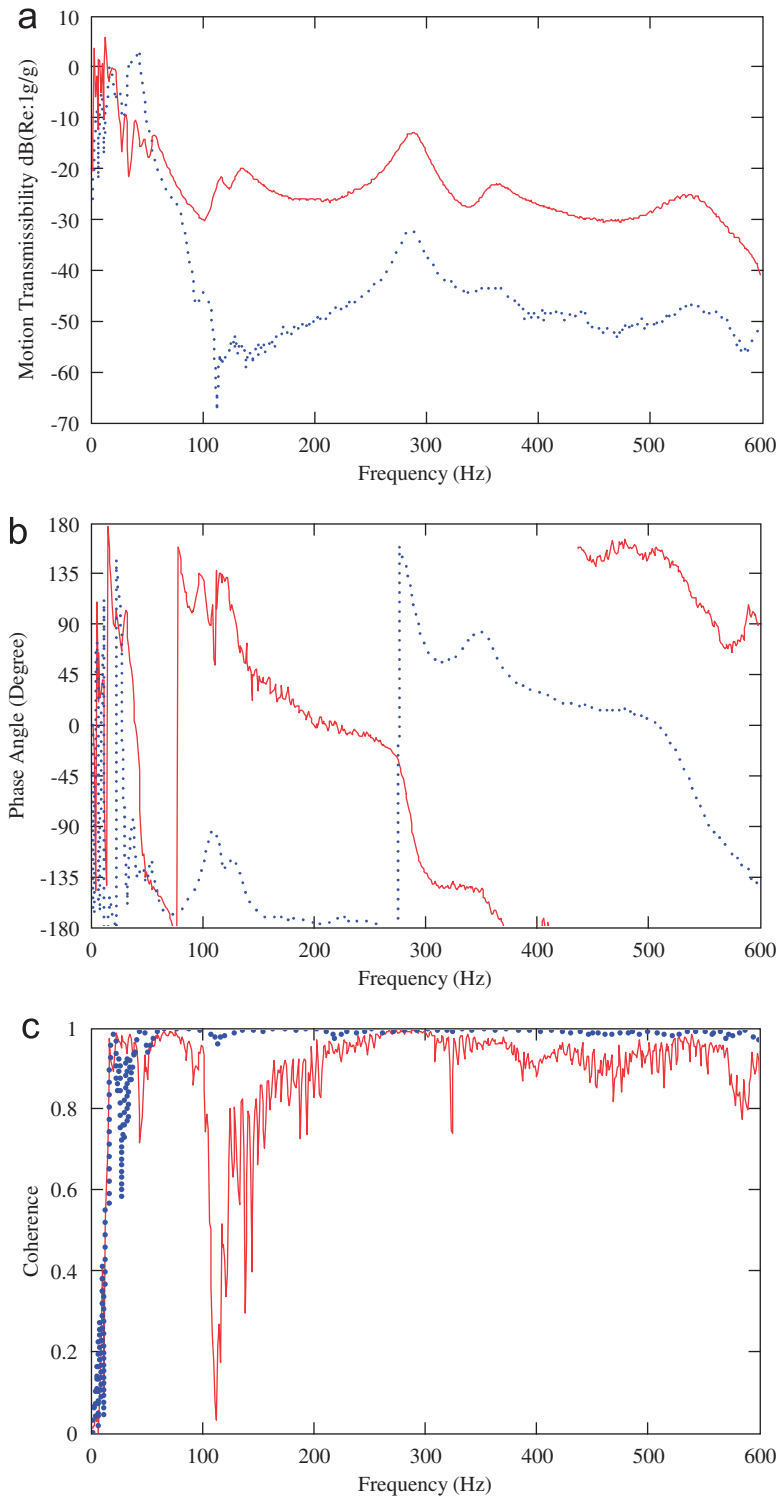 a
10
0
-10
-20
-30
-40
-50
-60
-70
Motion Transmissibility dB(Re:1g/g)
0 100 200 300 400 500 600
Frequency (Hz)
b
180
135
90
45
0
-45
-90
-135
-180
Phase Angle (Degree)
0 100 200 300 400 500 600
Frequency (Hz)
c
1
0.8
0.6
0.4
0.2
0
Coherence
0 100 200 300 400 500 600
Frequency (Hz)